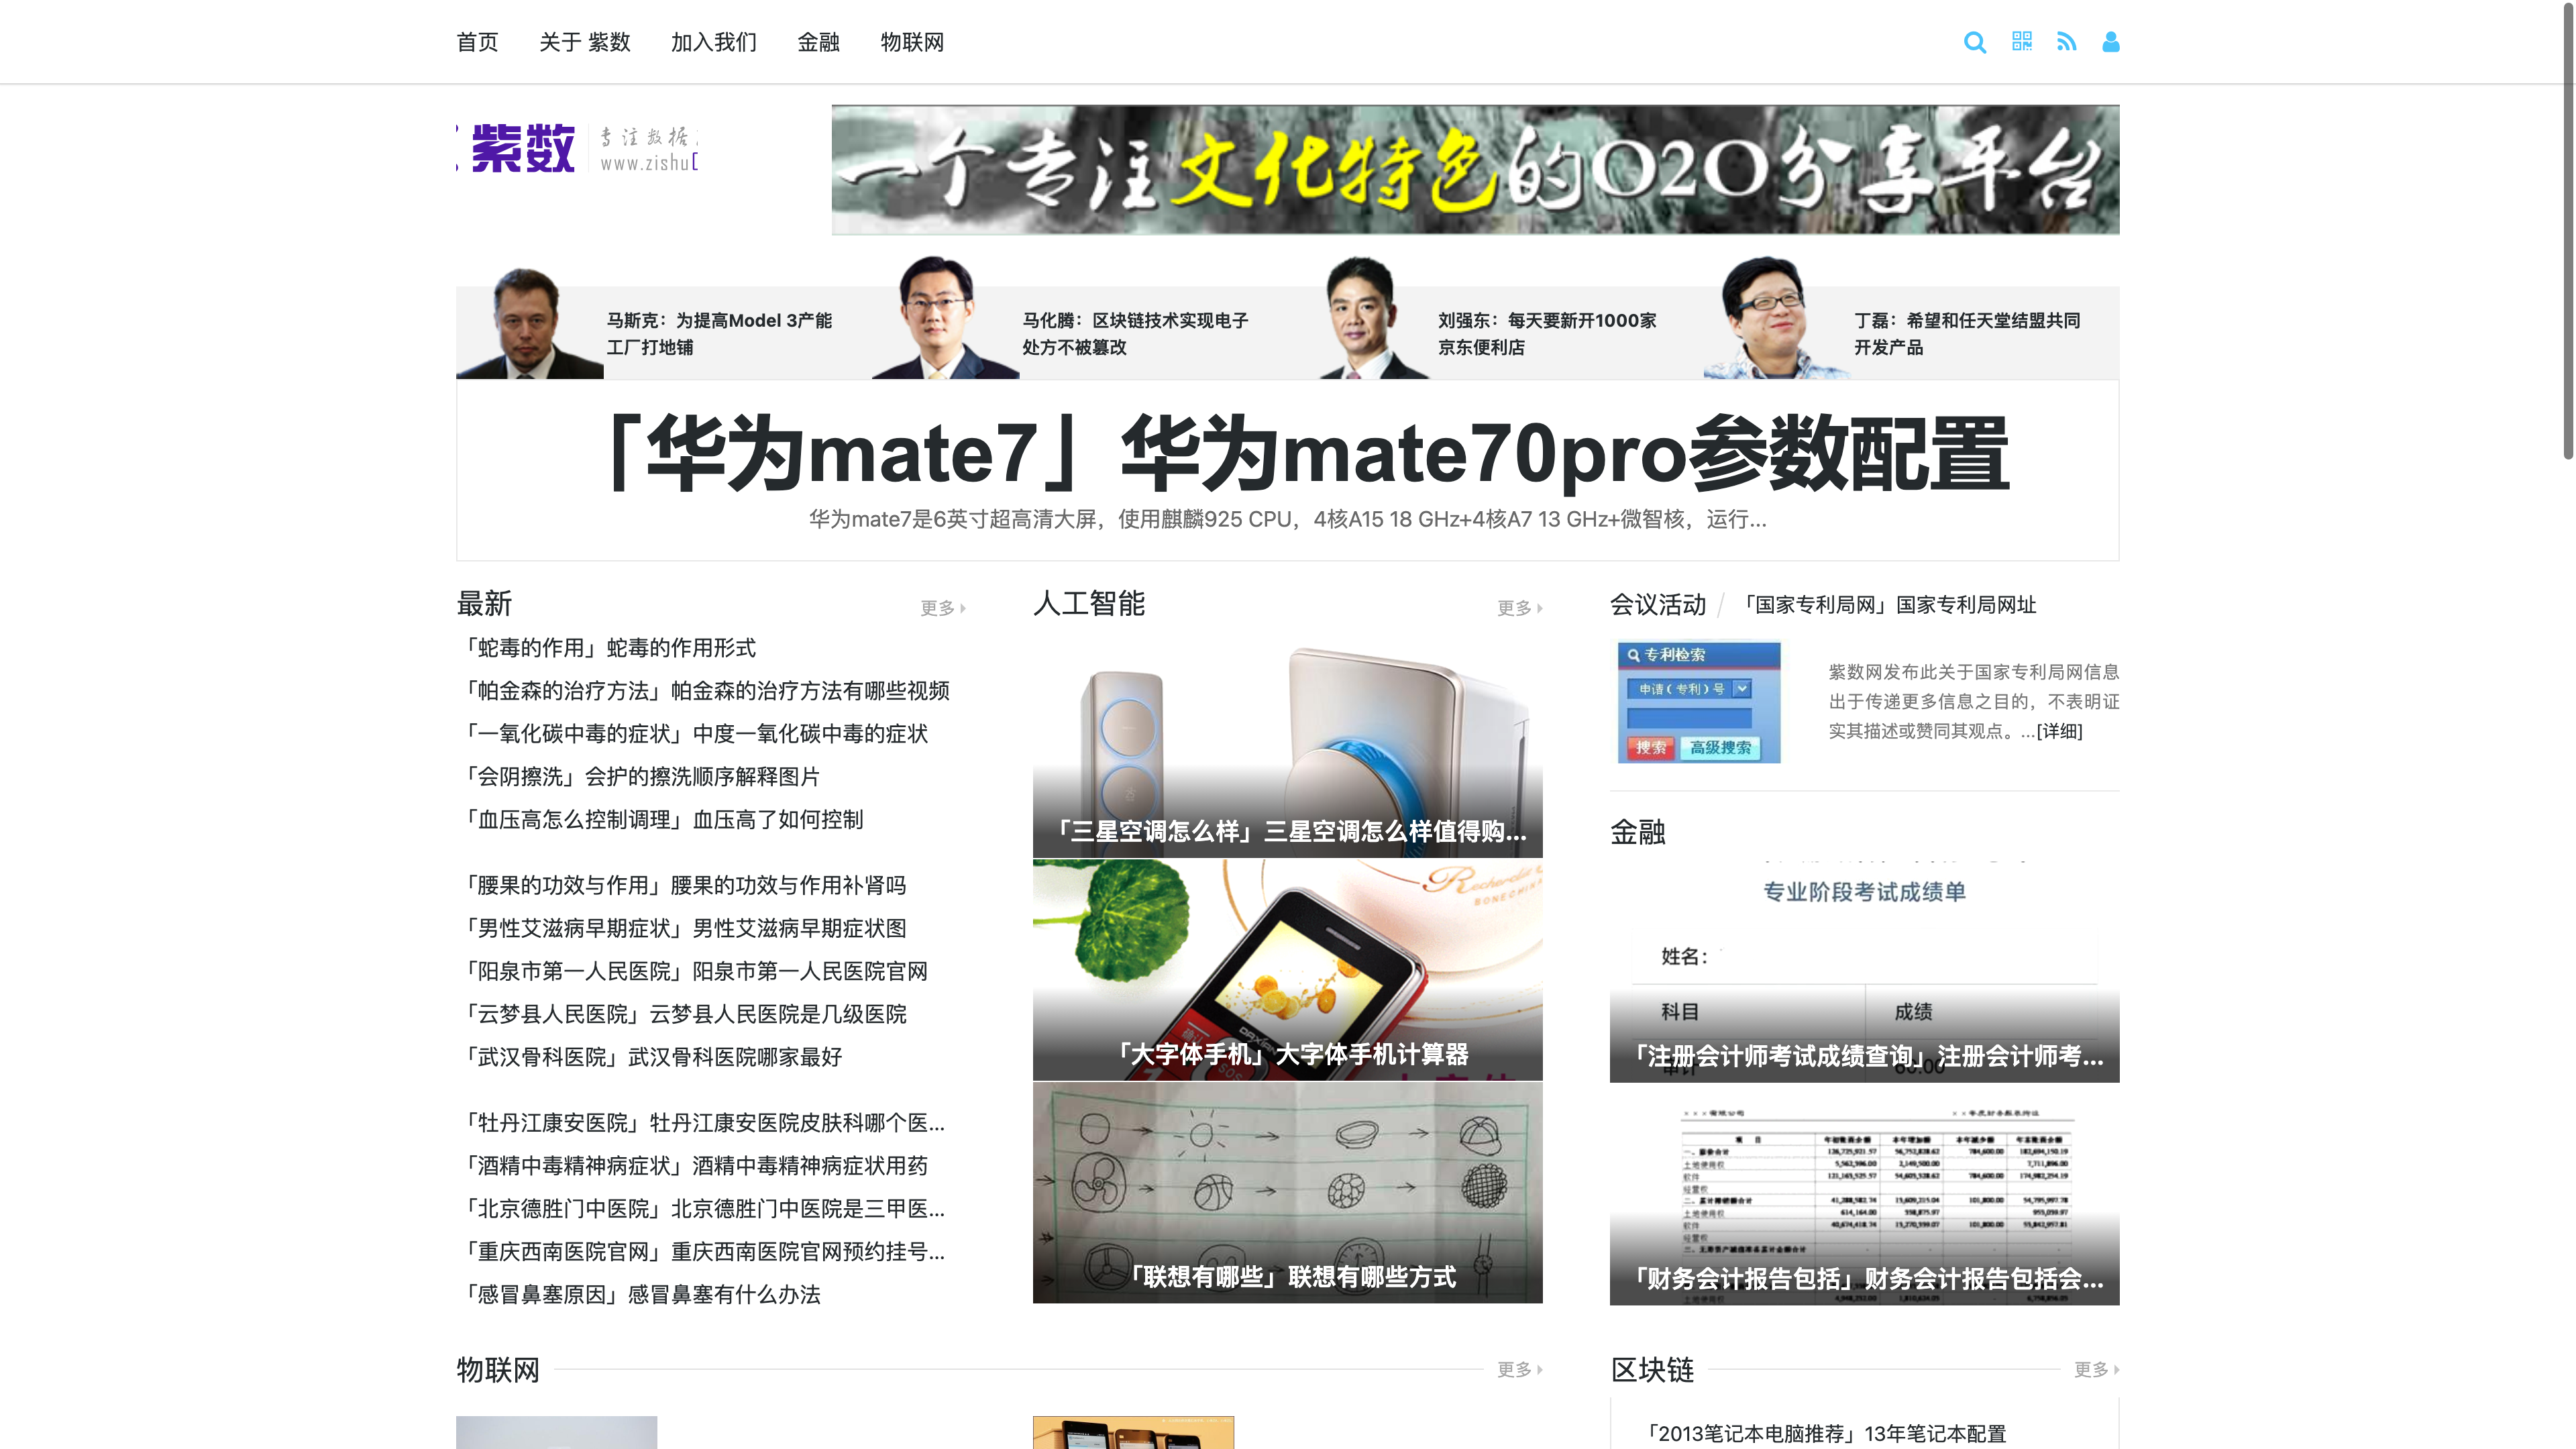 首页
关于 紫数
加入我们
金融
物联网
紫数
专注数据
www.zishu
一个专注文化特色的O2O分享平台
马斯克：为提高Model 3产能
工厂打地铺
马化腾：区块链技术实现电子
处方不被篡改
刘强东：每天要新开1000家
京东便利店
丁磊：希望和任天堂结盟共同
开发产品
「华为mate7」华为mate70pro参数配置
华为mate7是6英寸超高清大屏，使用麒麟925 CPU，4核A15 18 GHz+4核A7 13 GHz+微智核，运行...
最新
更多
「蛇毒的作用」蛇毒的作用形式
「帕金森的治疗方法」帕金森的治疗方法有哪些视频
「一氧化碳中毒的症状」中度一氧化碳中毒的症状
「会阴擦洗」会护的擦洗顺序解释图片
「血压高怎么控制调理」血压高了如何控制
「腰果的功效与作用」腰果的功效与作用补肾吗
「男性艾滋病早期症状」男性艾滋病早期症状图
「阳泉市第一人民医院」阳泉市第一人民医院官网
「云梦县人民医院」云梦县人民医院是几级医院
「武汉骨科医院」武汉骨科医院哪家最好
「牡丹江康安医院」牡丹江康安医院皮肤科哪个医...
「酒精中毒精神病症状」酒精中毒精神病症状用药
「北京德胜门中医院」北京德胜门中医院是三甲医...
「重庆西南医院官网」重庆西南医院官网预约挂号...
「感冒鼻塞原因」感冒鼻塞有什么办法
人工智能
更多
「三星空调怎么样」三星空调怎么样值得购...
「大字体手机」大字体手机计算器
「联想有哪些」联想有哪些方式
会议活动
「国家专利局网」国家专利局网址
专利检索
申请（专利）号
搜索
高级搜索
紫数网发布此关于国家专利局网信息
出于传递更多信息之目的，不表明证
实其描述或赞同其观点。...[详细]
金融
专业阶段考试成绩单
姓名：
科目
成绩
审计
60.00
「注册会计师考试成绩查询」注册会计师考...
「财务会计报告包括」财务会计报告包括会...
物联网
更多
区块链
更多
「2013笔记本电脑推荐」13年笔记本配置